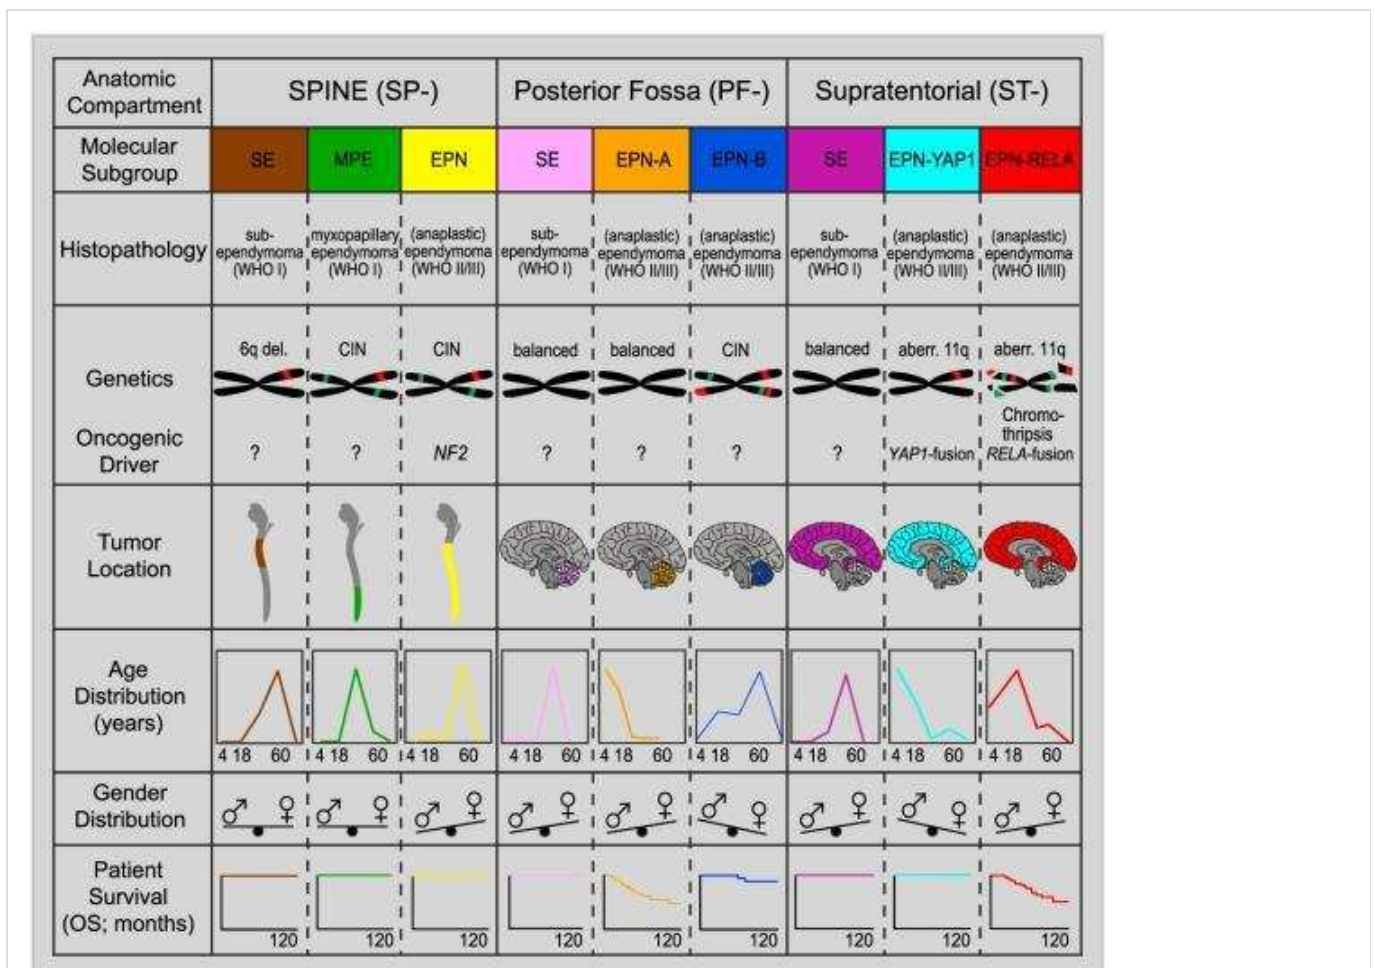 Anatomic
Compartment
SPINE (SP-)
Posterior Fossa (PF-)
Supratentorial (ST-)
Molecular
Subgroup
SE
MPE
EPN
SE
EPN-A
EPN-B
SE
EPN-YAP1
EPN-RELA
Histopathology
sub-
ependymoma
(WHO I)
myxopapillary
ependymoma
(WHO I)
(anaplastic)
ependymoma
(WHO II/III)
sub-
ependymoma
(WHO I)
(anaplastic)
ependymoma
(WHO II/III)
(anaplastic)
ependymoma
(WHO II/III)
sub-
ependymoma
(WHO I)
(anaplastic)
ependymoma
(WHO II/III)
(anaplastic)
ependymoma
(WHO II/III)
Genetics
6q del.
CIN
CIN
balanced
balanced
CIN
balanced
aberr. 11q
aberr. 11q
Chromo-
thripsis
Oncogenic
Driver
?
?
NF2
?
?
?
?
YAP1-fusion
RELA-fusion
Tumor
Location
Age
Distribution
(years)
4 18 60
4 18 60
4 18 60
4 18 60
4 18 60
4 18 60
4 18 60
4 18 60
4 18 60
Gender
Distribution
♂ ♀
♂ ♀
♂ ♀
♂ ♀
♂ ♀
♂ ♀
♂ ♀
♂ ♀
♂ ♀
Patient
Survival
(OS; months)
120
120
120
120
120
120
120
120
120